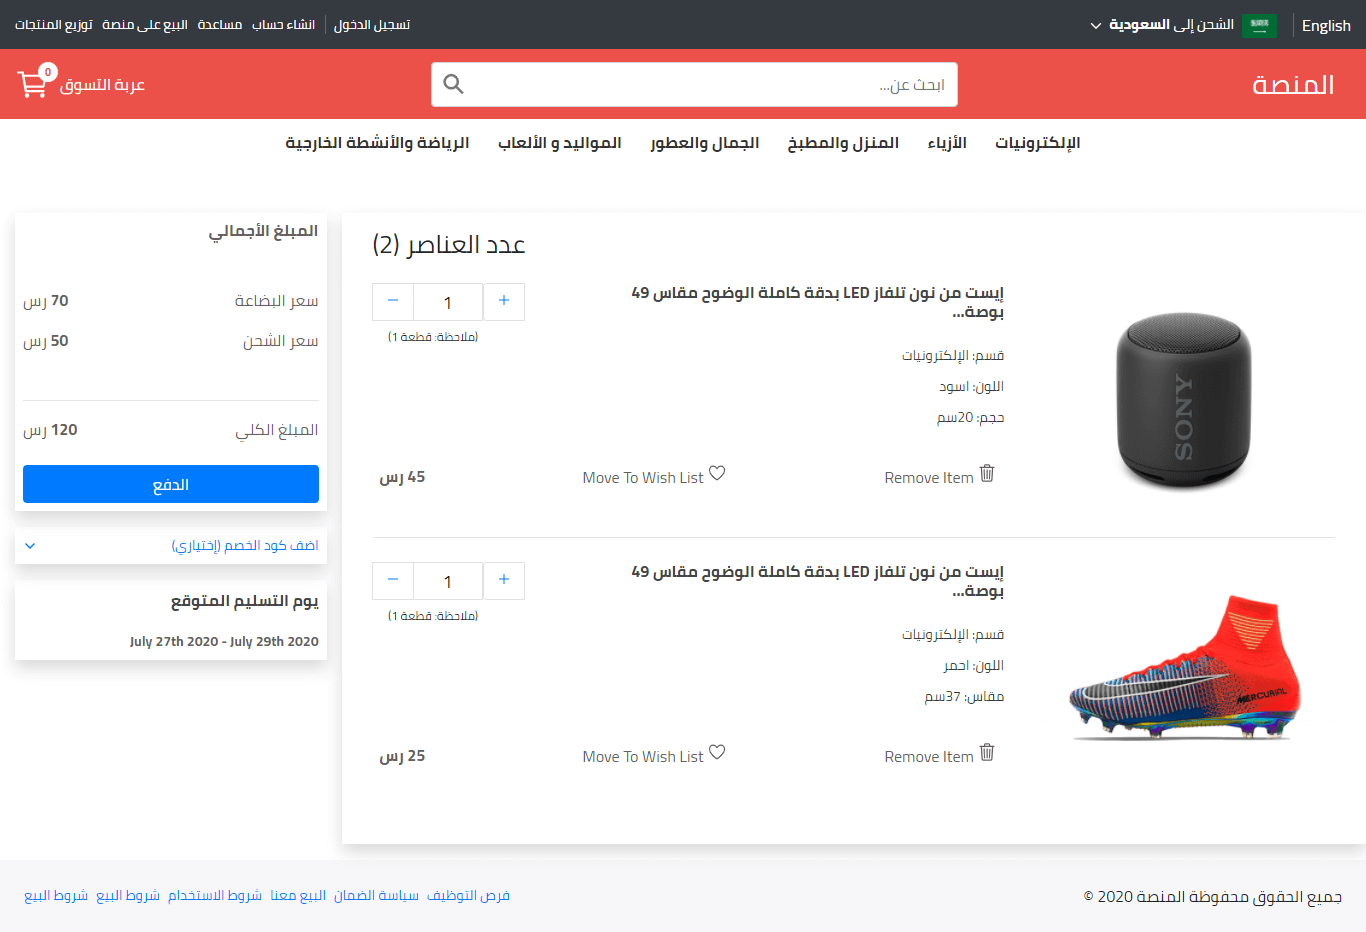 English
الشحن إلى السعودية
تسجيل الدخول
انشاء حساب
مساعدة
البيع على منصة
توزيع المنتجات
المنصة
ابحث عن...
عربة التسوق
0
الإلكترونيات
الأزياء
المنزل والمطبخ
الجمال والعطور
المواليد و الألعاب
الرياضة والأنشطة الخارجية
عدد العناصر (2)
SONY
إيست من نون تلفاز LED بدقة كاملة الوضوح مقاس 49
بوصة...
قسم: الإلكترونيات
اللون: اسود
حجم: 20سم
Remove Item
Move To Wish List
45 رس
+
1
−
(ملاحظة: قطعة 1)
MERCURIAL
إيست من نون تلفاز LED بدقة كاملة الوضوح مقاس 49
بوصة...
قسم: الإلكترونيات
اللون: احمر
مقاس: 37سم
Remove Item
Move To Wish List
25 رس
+
1
−
(ملاحظة: قطعة 1)
المبلغ الأجمالي
سعر البضاعة 70 رس
سعر الشحن 50 رس
المبلغ الكلي 120 رس
الدفع
اضف كود الخصم (إختياري)
يوم التسليم المتوقع
July 27th 2020 - July 29th 2020
جميع الحقوق محفوظة المنصة 2020 ©
فرص التوظيف
سياسة الضمان
البيع معنا
شروط الاستخدام
شروط البيع
شروط البيع